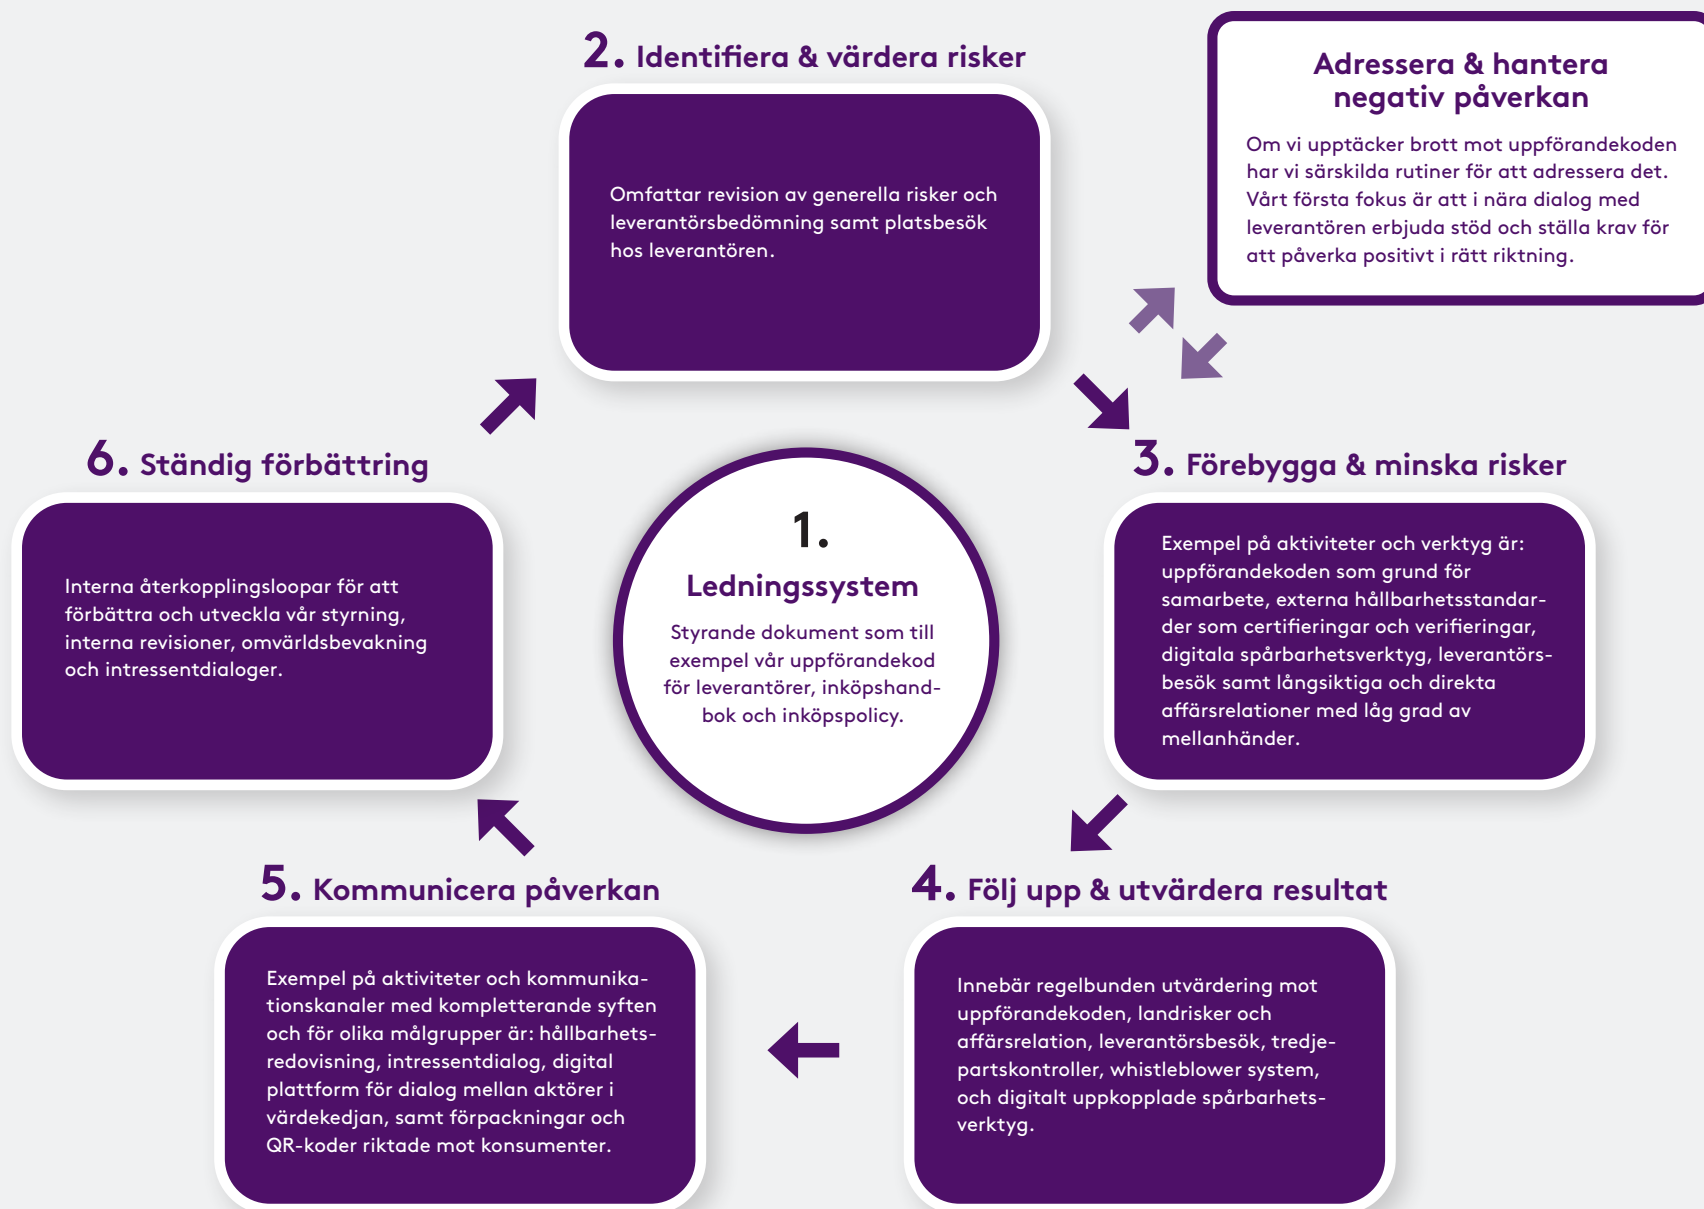 2. Identifiera & värdera risker
Omfattar revision av generella risker och
leverantörsbedömning samt platsbesök
hos leverantören.
Adressera & hantera
negativ påverkan
Om vi upptäcker brott mot uppförandekoden
har vi särskilda rutiner för att adressera det.
Vårt första fokus är att i nära dialog med
leverantören erbjuda stöd och ställa krav för
att påverka positivt i rätt riktning.
6. Ständig förbättring
Interna återkopplingsloopar för att
förbättra och utveckla vår styrning,
interna revisioner, omvärldsbevakning
och intressentdialoger.
1.
Ledningssystem
Styrande dokument som till
exempel vår uppförandekod
för leverantörer, inköpshand-
bok och inköpspolicy.
3. Förebygga & minska risker
Exempel på aktiviteter och verktyg är:
uppförandekoden som grund för
samarbete, externa hållbarhetsstandar-
der som certifieringar och verifieringar,
digitala spårbarhetsverktyg, leverantörs-
besök samt långsiktiga och direkta
affärsrelationer med låg grad av
mellanhänder.
5. Kommunicera påverkan
Exempel på aktiviteter och kommunika-
tionskanaler med kompletterande syften
och för olika målgrupper är: hållbarhets-
redovisning, intressentdialog, digital
plattform för dialog mellan aktörer i
värdekedjan, samt förpackningar och
QR-koder riktade mot konsumenter.
4. Följ upp & utvärdera resultat
Innebär regelbunden utvärdering mot
uppförandekoden, landrisker och
affärsrelation, leverantörsbesök, tredje-
partskontroller, whistleblower system,
och digitalt uppkopplade spårbarhets-
verktyg.